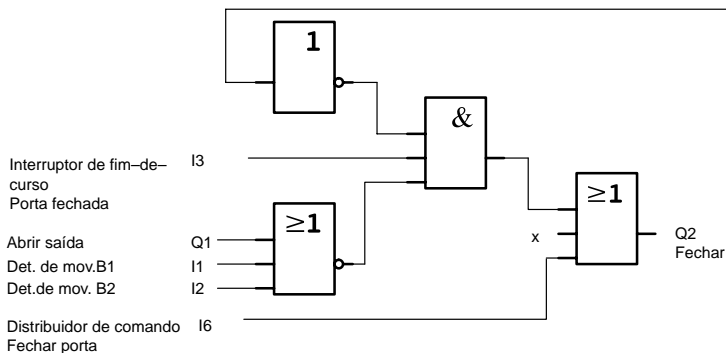 1
&
Interruptor de fim–de–
curso
Porta fechada
I3
≥1
≥1
x
Q2
Fechar
Abrir saída Q1
Det. de mov.B1 I1
Det.de mov. B2 I2
Distribuidor de comando
Fechar porta
I6